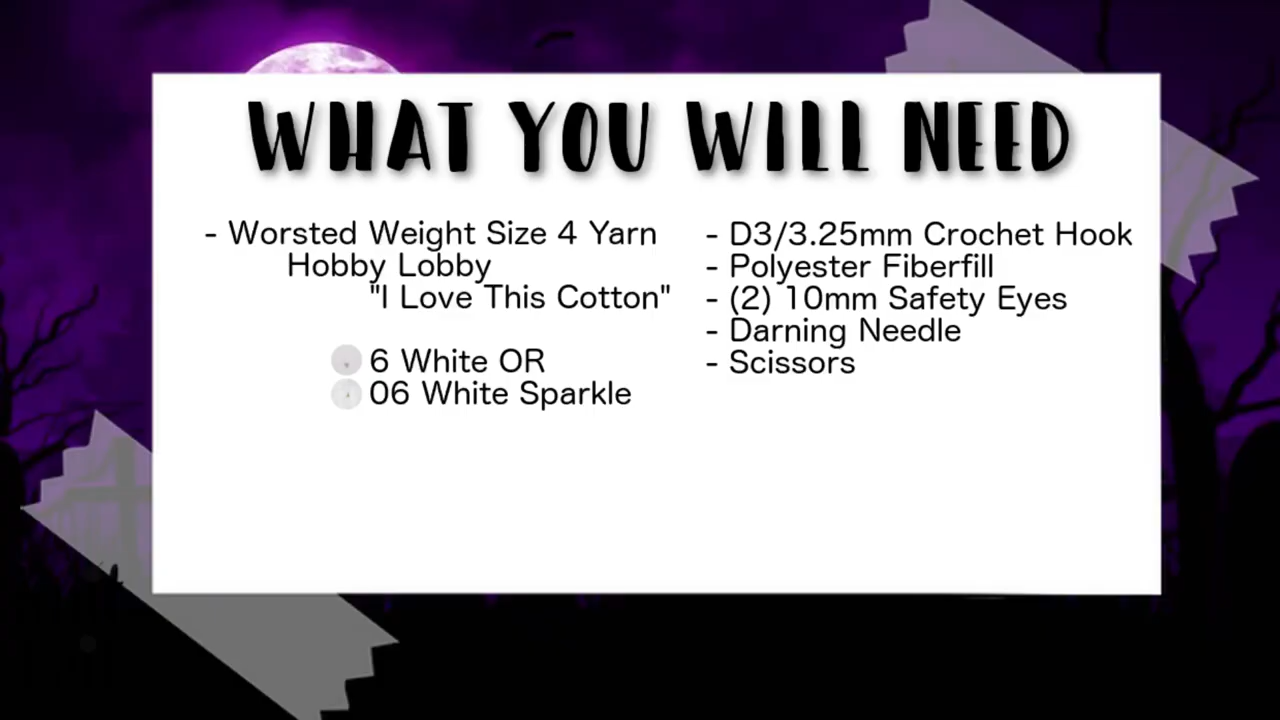 WHAT YOU WILL NEED
- Worsted Weight Size 4 Yarn
Hobby Lobby
"I Love This Cotton"
6 White OR
06 White Sparkle
- D3/3.25mm Crochet Hook
- Polyester Fiberfill
- (2) 10mm Safety Eyes
- Darning Needle
- Scissors